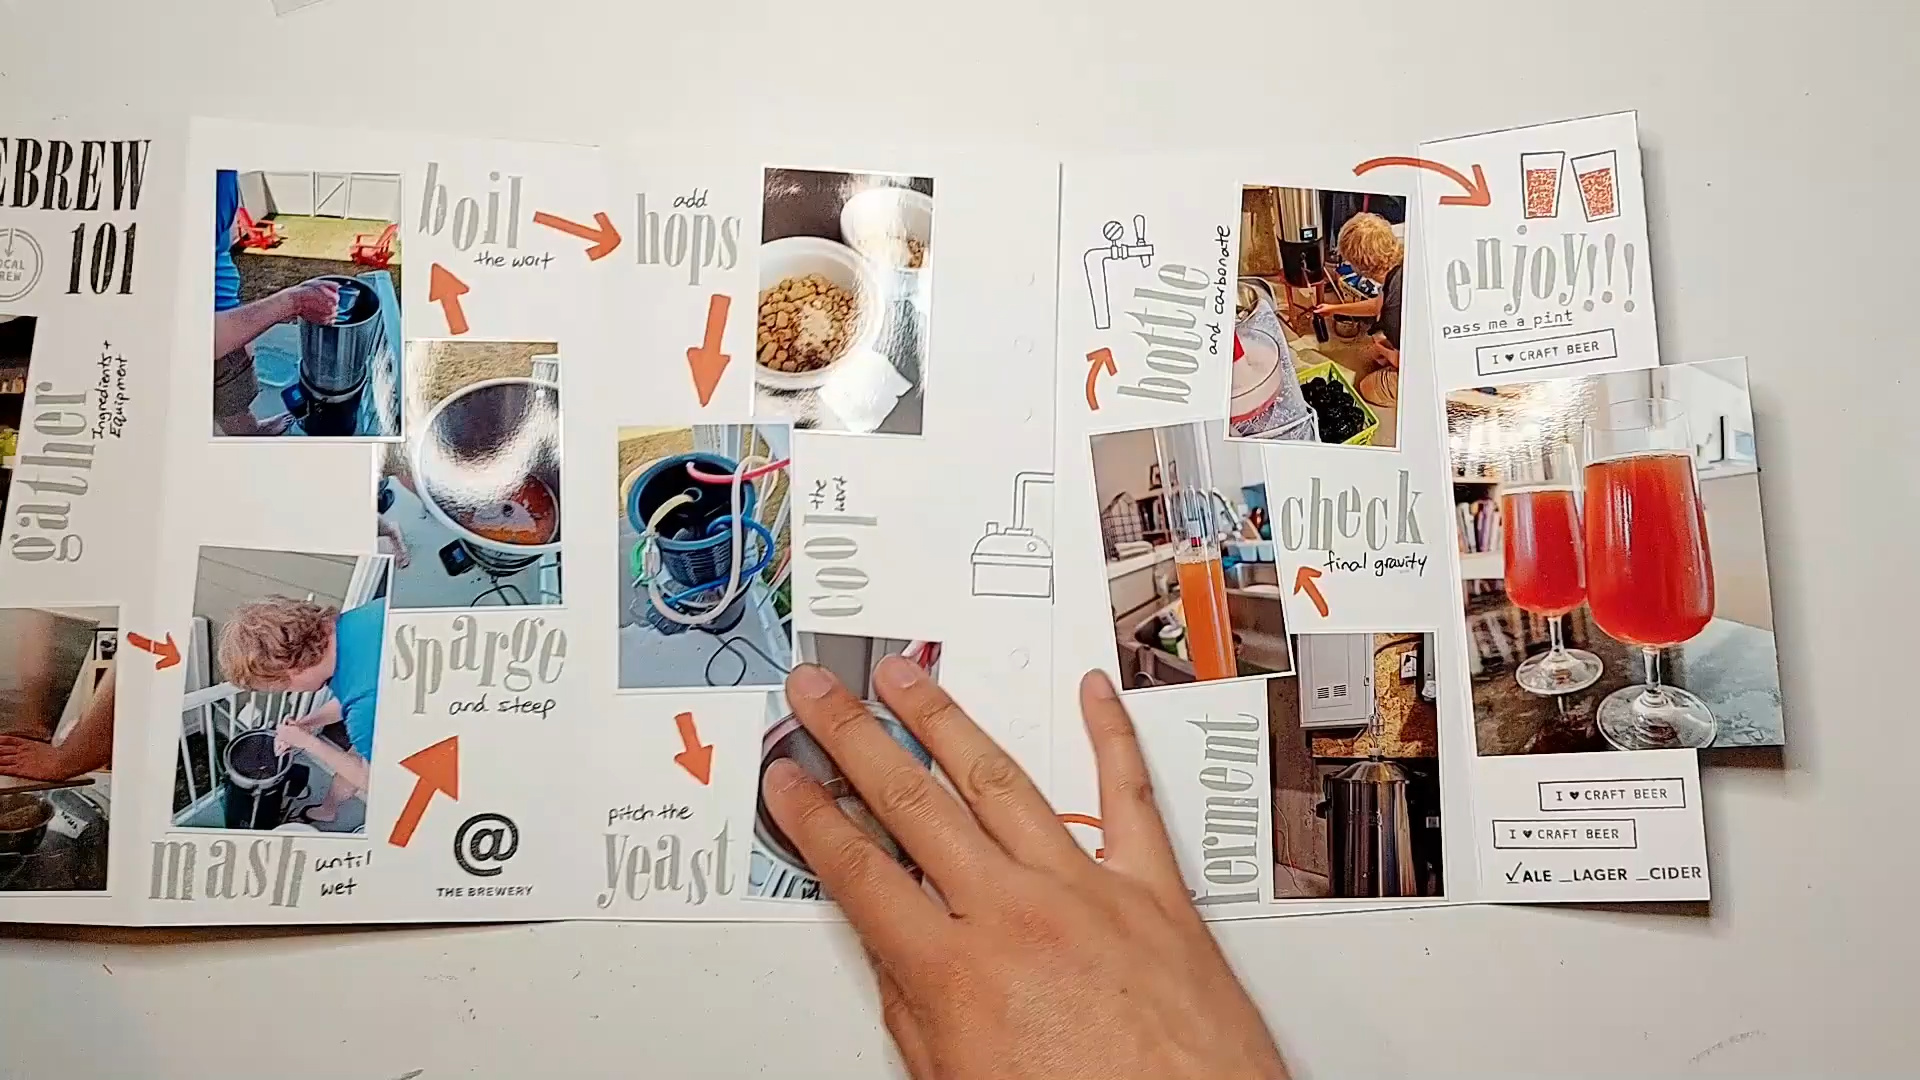 EBREW
101
OCAL
REW
gather
Ingredients +
Equipment
mash
until
wet
sparge
and steep
@
THE BREWERY
boil
the wort
add
hops
cool
the
wort
pitch the
yeast
ferment
check
final gravity
bottle
and carbonate
enjoy!!!
pass me a pint
I ♥ CRAFT BEER
I ♥ CRAFT BEER
I ♥ CRAFT BEER
✓ALE _LAGER _CIDER